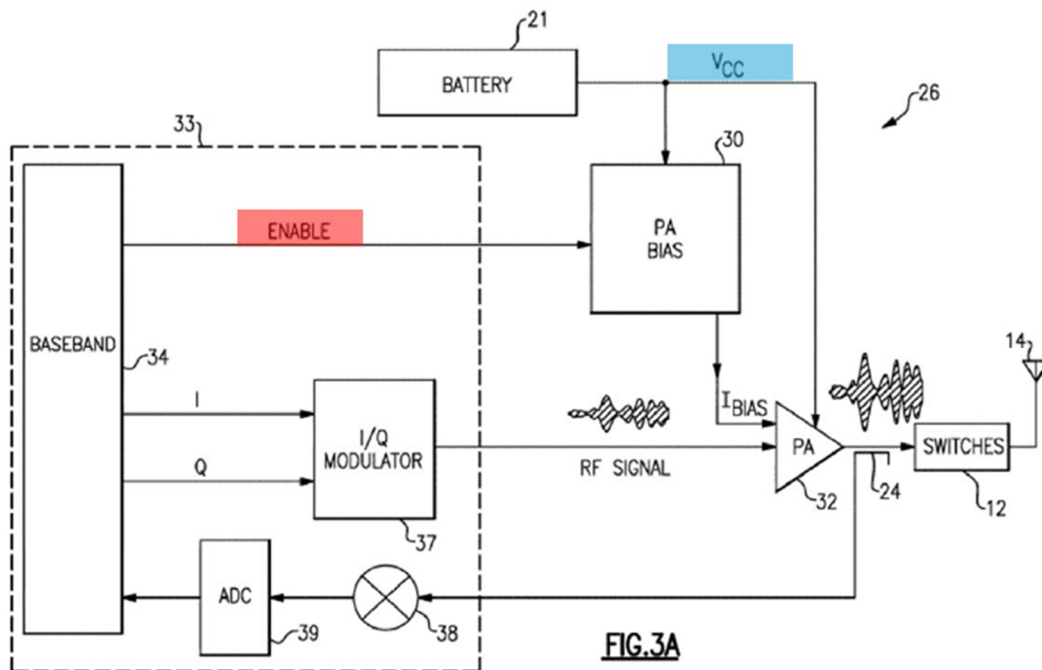 21
BATTERY
VCC
26
33
30
ENABLE
PA
BIAS
BASEBAND
34
14
I
I/Q
MODULATOR
IBIAS
PA
SWITCHES
Q
RF SIGNAL
32
24
12
37
ADC
39
38
FIG.3A